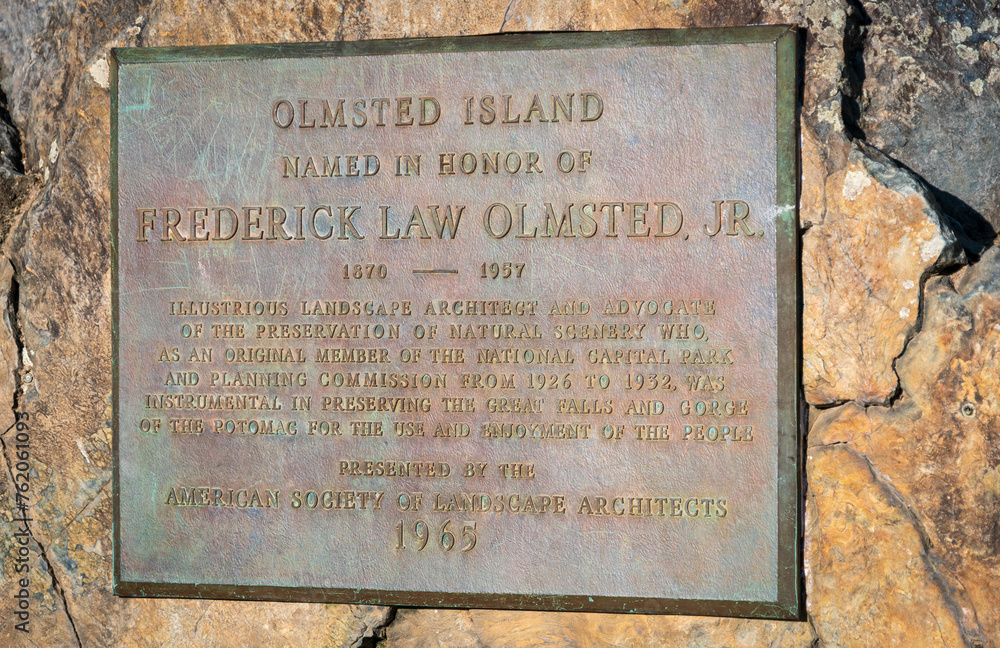 OLMSTED ISLAND
NAMED IN HONOR OF
FREDERICK LAW OLMSTED, JR.
1870 — 1957
ILLUSTRIOUS LANDSCAPE ARCHITECT AND ADVOCATE
OF THE PRESERVATION OF NATURAL SCENERY WHO,
AS AN ORIGINAL MEMBER OF THE NATIONAL CAPITAL PARK
AND PLANNING COMMISSION FROM 1926 TO 1932, WAS
INSTRUMENTAL IN PRESERVING THE GREAT FALLS AND GORGE
OF THE POTOMAC FOR THE USE AND ENJOYMENT OF THE PEOPLE
PRESENTED BY THE
AMERICAN SOCIETY OF LANDSCAPE ARCHITECTS
1965
Adobe Stock | #762061093